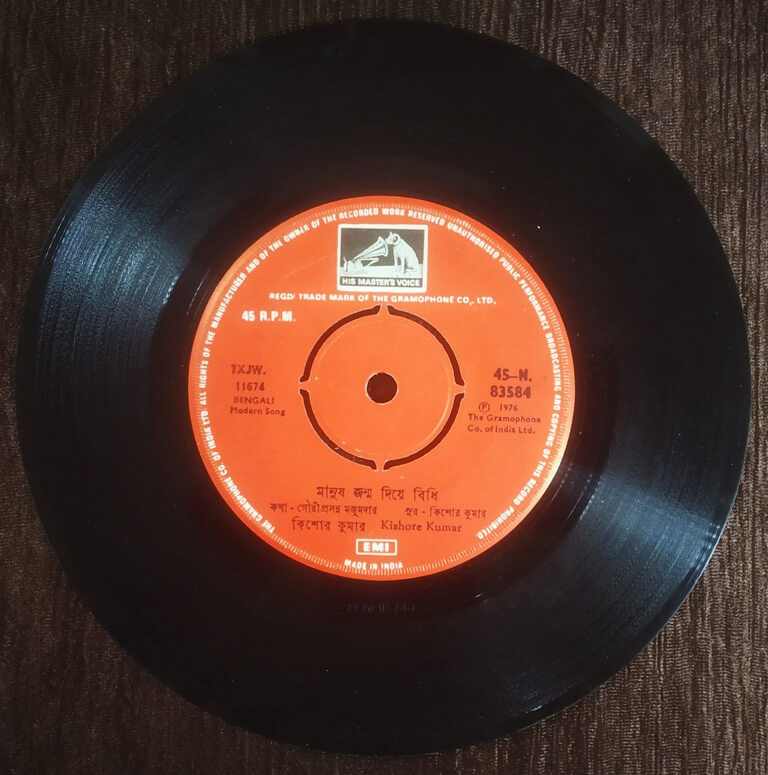 THE GRAMOPHONE CO. OF INDIA LTD. ALL RIGHTS OF THE MANUFACTURER AND OF THE OWNER OF THE RECORDED WORK RESERVED UNAUTHORISED PUBLIC PERFORMANCE BROADCASTING AND COPYING OF THIS RECORD PROHIBITED.
HIS MASTER'S VOICE
REGD. TRADE MARK OF THE GRAMOPHONE CO., LTD.
45 R.P.M.
7XJW.
11674
BENGALI
Modern Song
45-N.
83584
Ⓟ 1976
The Gramophone
Co. of India Ltd.
মানুষ জন্ম দিয়ে বিধি
কথা - গৌরীপ্রসন্ন মজুমদার সুর - কিশোর কুমার
কিশোর কুমার Kishore Kumar
EMI
MADE IN INDIA